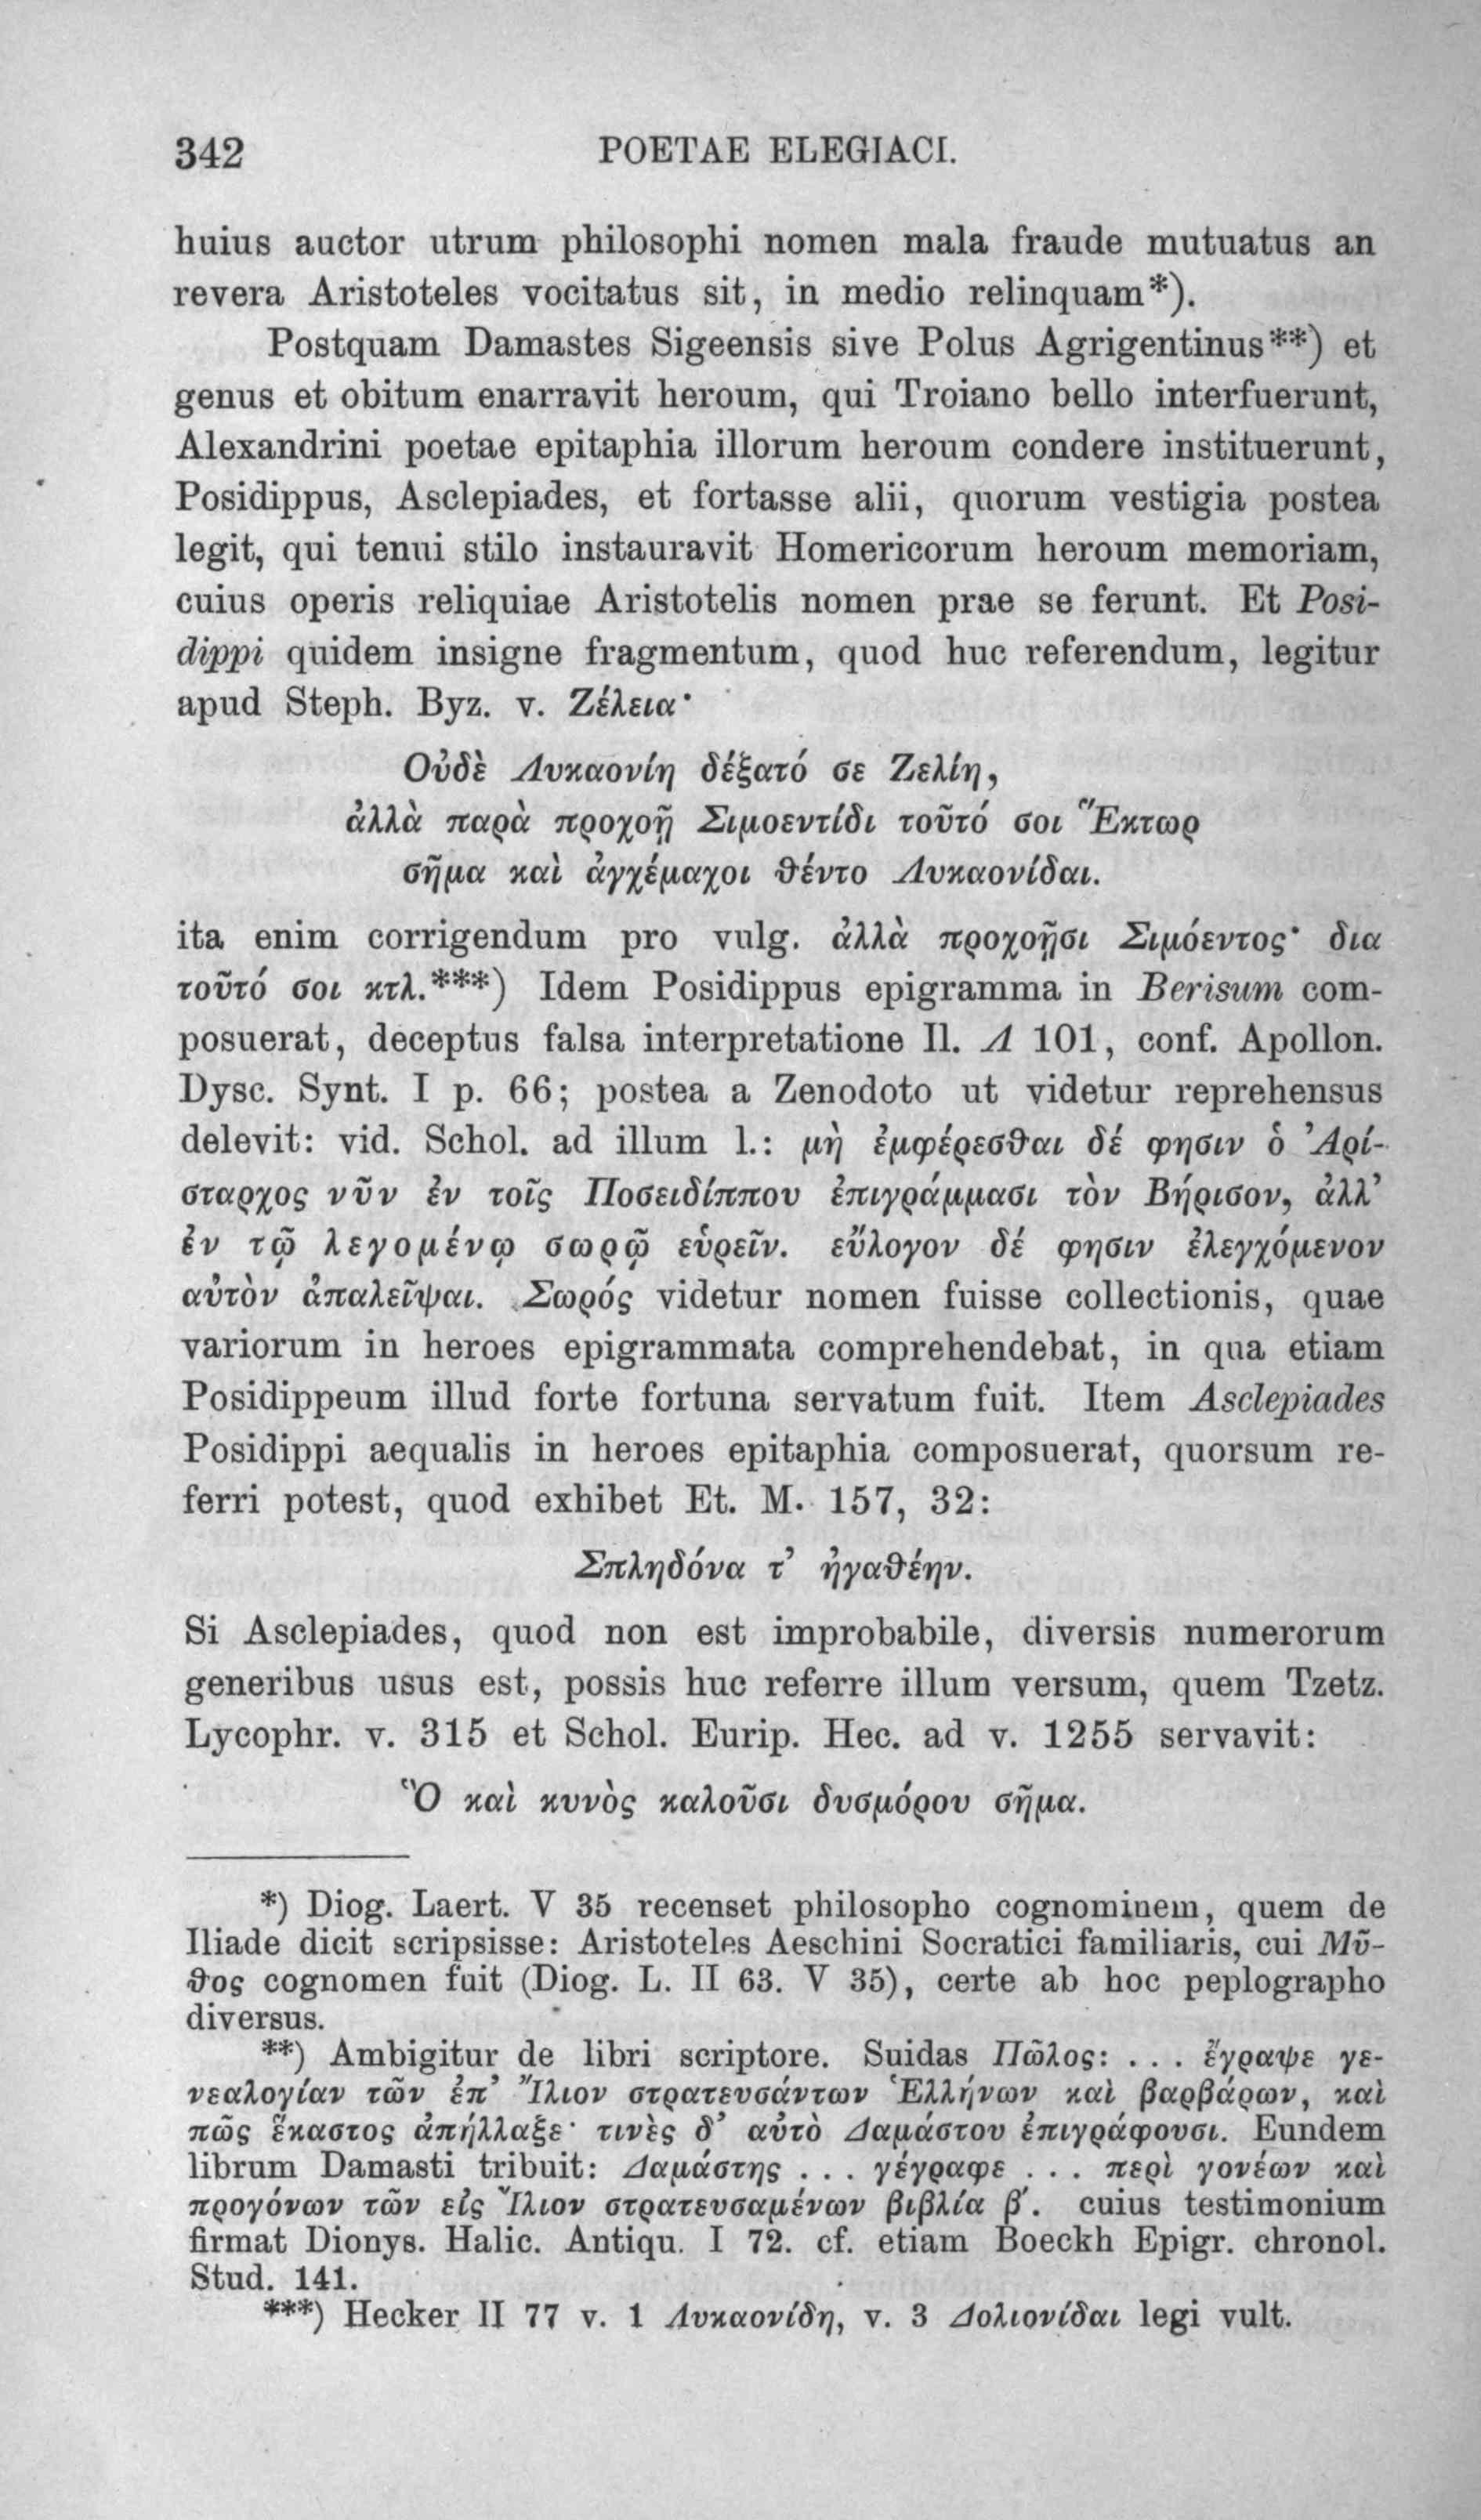 342 POETAE ELEGIACI.
huius auctor utrum philosophi nomen mala fraude mutuatus an
revera Aristoteles vocitatus sit, in medio relinquam*).
Postquam Damastes Sigeensis sive Polus Agrigentinus**) et
genus et obitum enarravit heroum, qui Troiano bello interfuerunt,
Alexandrini poetae epitaphia illorum heroum condere instituerunt,
Posidippus, Asclepiades, et fortasse alii, quorum vestigia postea
legit, qui tenui stilo instauravit Homericorum heroum memoriam,
cuius operis reliquiae Aristotelis nomen prae se ferunt. Et Posi-
dippi quidem insigne fragmentum, quod huc referendum, legitur
apud Steph. Byz. v. Ζέλεια·
Οὐδὲ Λυκαονίη δέξατό σε Ζελίη,
ἀλλὰ παρὰ προχοῇ Σιμοεντίδι τοῦτό σοι Ἕκτωρ
σῆμα καὶ ἀγχέμαχοι θέντο Λυκαονίδαι.
ita enim corrigendum pro vulg. ἀλλὰ προχοῇσι Σιμόεντος· δια
τοῦτό σοι κτλ.***) Idem Posidippus epigramma in Berisum com-
posuerat, deceptus falsa interpretatione Il. Λ 101, conf. Apollon.
Dysc. Synt. I p. 66; postea a Zenodoto ut videtur reprehensus
delevit: vid. Schol. ad illum l.: μὴ ἐμφέρεσθαι δέ φησιν ὁ Ἀρί-
σταρχος νῦν ἐν τοῖς Ποσειδίππου ἐπιγράμμασι τὸν Βήρισον, ἀλλ’
ἐν τῷ λεγομένῳ σωρῷ εὑρεῖν. εὔλογον δέ φησιν ἐλεγχόμενον
αὐτὸν ἀπαλεῖψαι. Σωρός videtur nomen fuisse collectionis, quae
variorum in heroes epigrammata comprehendebat, in qua etiam
Posidippeum illud forte fortuna servatum fuit. Item Asclepiades
Posidippi aequalis in heroes epitaphia composuerat, quorsum re-
ferri potest, quod exhibet Et. M. 157, 32:
Σπληδόνα τ’ ἠγαθέην.
Si Asclepiades, quod non est improbabile, diversis numerorum
generibus usus est, possis huc referre illum versum, quem Tzetz.
Lycophr. v. 315 et Schol. Eurip. Hec. ad v. 1255 servavit:
Ὃ καὶ κυνὸς καλοῦσι δυσμόρου σῆμα.
*) Diog. Laert. V 35 recenset philosopho cognominem, quem de
Iliade dicit scripsisse: Aristoteles Aeschini Socratici familiaris, cui Μῦ-
θος cognomen fuit (Diog. L. II 63. V 35), certe ab hoc peplographo
diversus.
**) Ambigitur de libri scriptore. Suidas Πῶλος: . . . ἔγραψε γε-
νεαλογίαν τῶν ἐπ’ Ἴλιον στρατευσάντων Ἑλλήνων καὶ βαρβάρων, καὶ
πῶς ἕκαστος ἀπήλλαξε· τινὲς δ’ αὐτὸ Δαμάστου ἐπιγράφουσι. Eundem
librum Damasti tribuit: Δαμάστης . . . γέγραφε . . . περὶ γονέων καὶ
προγόνων τῶν εἰς Ἴλιον στρατευσαμένων βιβλία β′. cuius testimonium
firmat Dionys. Halic. Antiqu. I 72. cf. etiam Boeckh Epigr. chronol.
Stud. 141.
***) Hecker II 77 v. 1 Λυκαονίδη, v. 3 Δολιονίδαι legi vult.